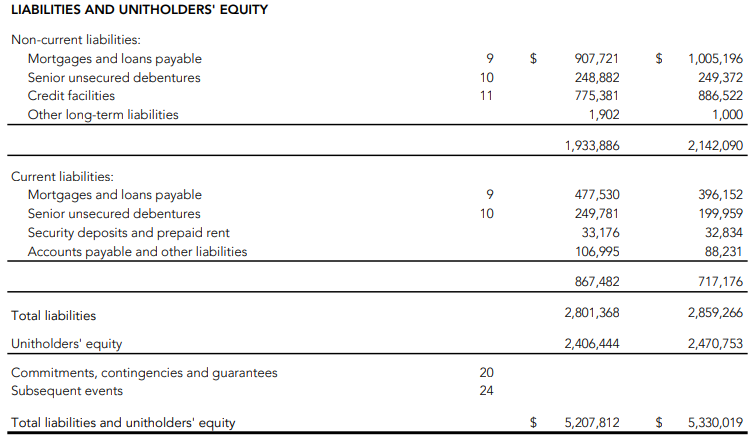 LIABILITIES AND UNITHOLDERS' EQUITY
Non-current liabilities:
Mortgages and loans payable 9 $ 907,721 $ 1,005,196
Senior unsecured debentures 10 248,882 249,372
Credit facilities 11 775,381 886,522
Other long-term liabilities 1,902 1,000
1,933,886 2,142,090
Current liabilities:
Mortgages and loans payable 9 477,530 396,152
Senior unsecured debentures 10 249,781 199,959
Security deposits and prepaid rent 33,176 32,834
Accounts payable and other liabilities 106,995 88,231
867,482 717,176
Total liabilities 2,801,368 2,859,266
Unitholders' equity 2,406,444 2,470,753
Commitments, contingencies and guarantees 20
Subsequent events 24
Total liabilities and unitholders' equity $ 5,207,812 $ 5,330,019